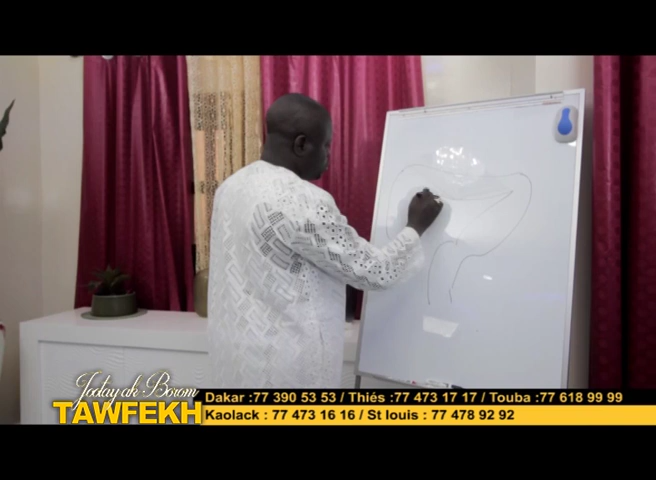 Jotay ak Borom
TAWFEKH
Dakar :77 390 53 53 / Thiés :77 473 17 17 / Touba :77 618 99 99
Kaolack : 77 473 16 16 / St louis : 77 478 92 92